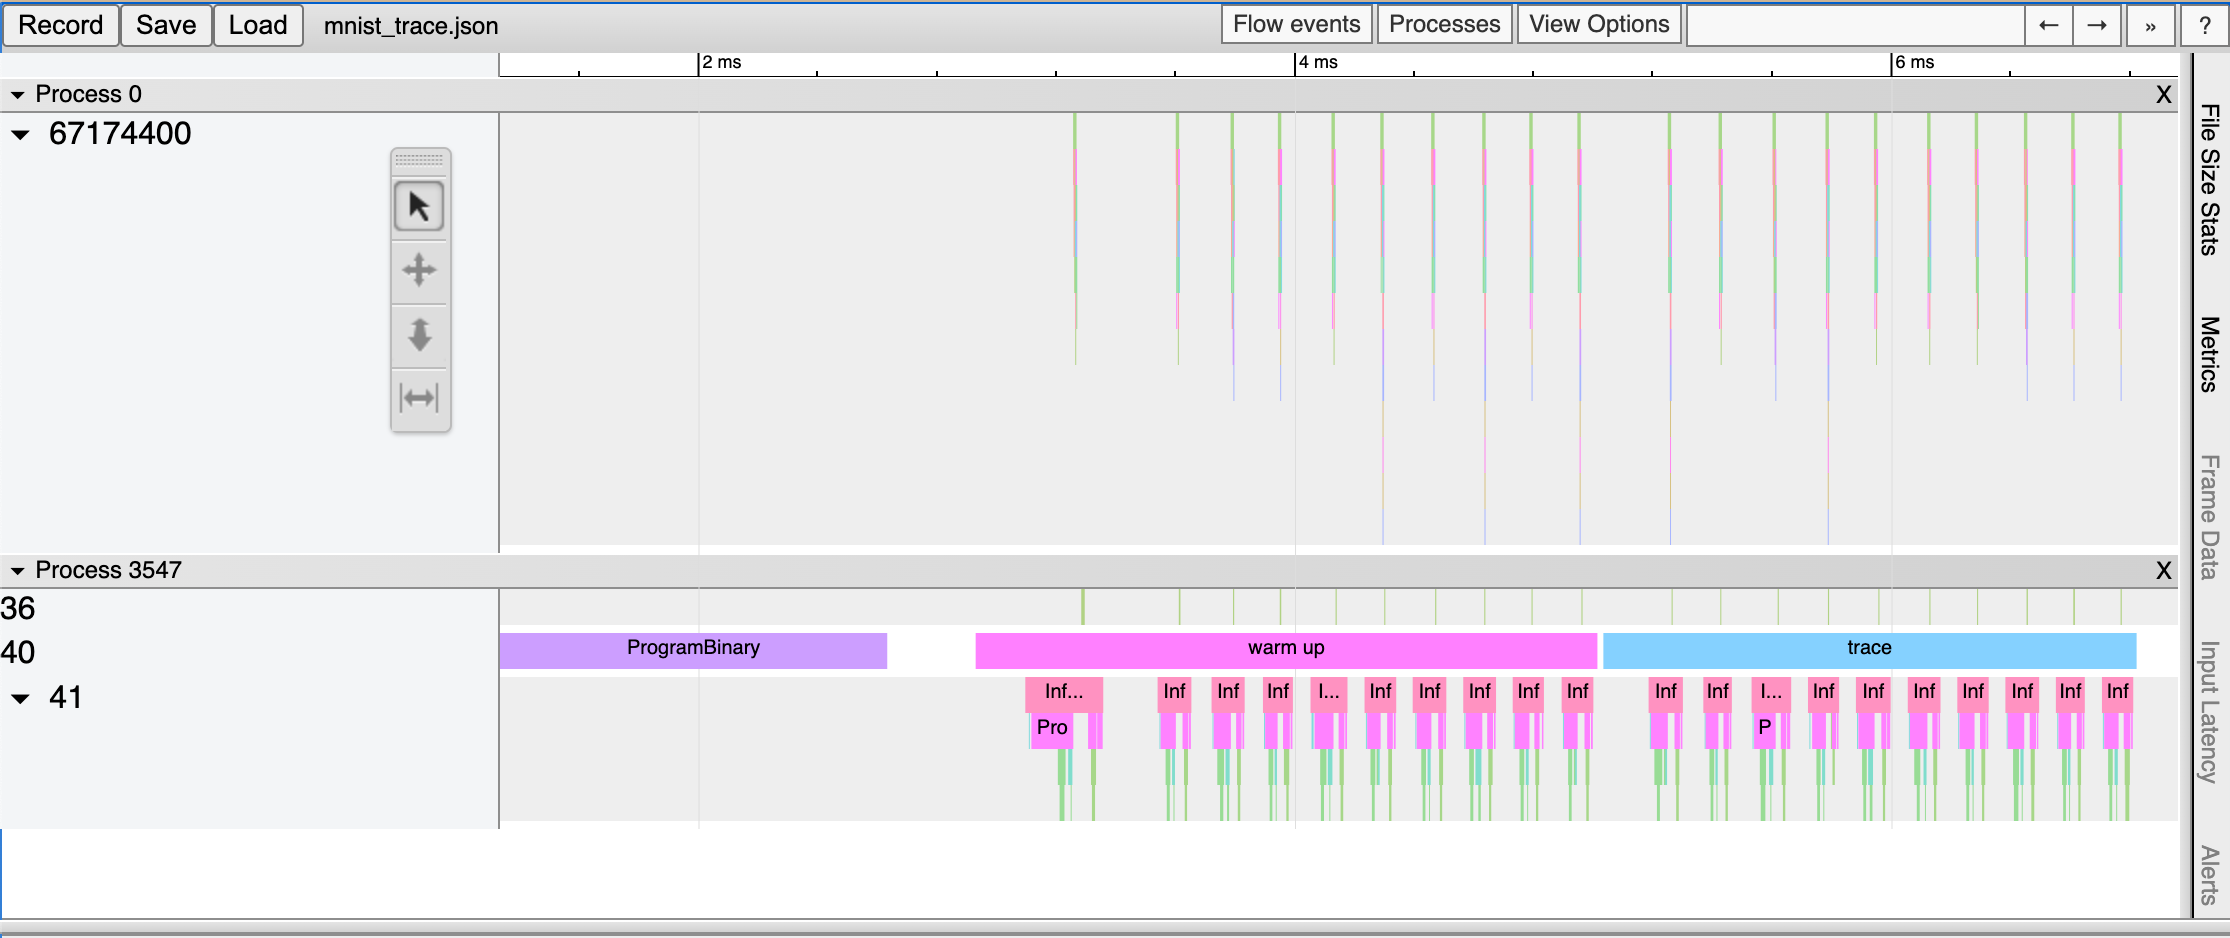 Record Save Load mnist_trace.json Flow events Processes View Options ← → » ?
2 ms 4 ms 6 ms
Process 0 X
67174400
Process 3547 X
36
40 ProgramBinary warm up trace
41 Inf... Inf Inf Inf I... Inf Inf Inf Inf Inf Inf Inf I... Inf Inf Inf Inf Inf Inf Inf
Pro P
File Size Stats
Metrics
Frame Data
Input Latency
Alerts